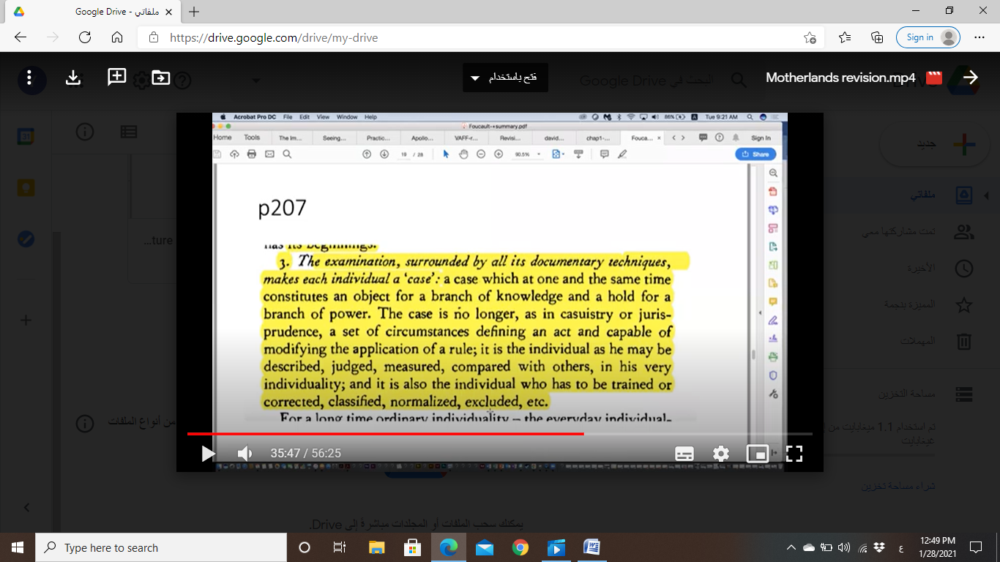 ملفاتي - Google Drive
https://drive.google.com/drive/my-drive
Sign in
فتح باستخدام
البحث في Google Drive
Motherlands revision.mp4
Acrobat Pro DC File Edit View Window Help
86% Tue 9:21 AM
Foucault-+summary.pdf
Home Tools The Im... Seeing... Practic... Apollo... VAFF-r... Revisi... david... chap1-... Fouca... × Sign In
19 / 28 90.5% Share
p207
has its beginnings.
3. The examination, surrounded by all its documentary techniques,
makes each individual a ‘case’: a case which at one and the same time
constitutes an object for a branch of knowledge and a hold for a
branch of power. The case is no longer, as in casuistry or juris-
prudence, a set of circumstances defining an act and capable of
modifying the application of a rule; it is the individual as he may be
described, judged, measured, compared with others, in his very
individuality; and it is also the individual who has to be trained or
corrected, classified, normalized, excluded, etc.
For a long time ordinary individuality – the everyday individual-
35:47 / 56:25
جديد
ملفاتي
تمت مشاركتها معي
الأخيرة
المميزة بنجمة
المهملات
مساحة التخزين
تم استخدام 1.1 ميغابايت من
غيغابايت
شراء مساحة تخزين
...ture
من أنواع الملفات
يمكنك سحب الملفات أو المجلدات مباشرةً إلى Drive.
Type here to search
ع
12:49 PM
1/28/2021